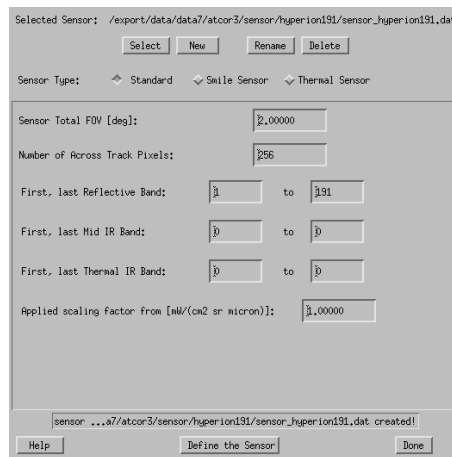 Selected Sensor: /export/data/data7/atcor3/sensor/hyperion191/sensor_hyperion191.dat
Select New Rename Delete
Sensor Type: Standard Smile Sensor Thermal Sensor
Sensor Total FOV [deg]: 2.00000
Number of Across Track Pixels: 256
First, last Reflective Band: 1 to 191
First, last Mid IR Band: 0 to 0
First, last Thermal IR Band: 0 to 0
Applied scaling factor from [mW/(cm2 sr micron)]: 1.00000
sensor ...a7/atcor3/sensor/hyperion191/sensor_hyperion191.dat created!
Help Define the Sensor Done